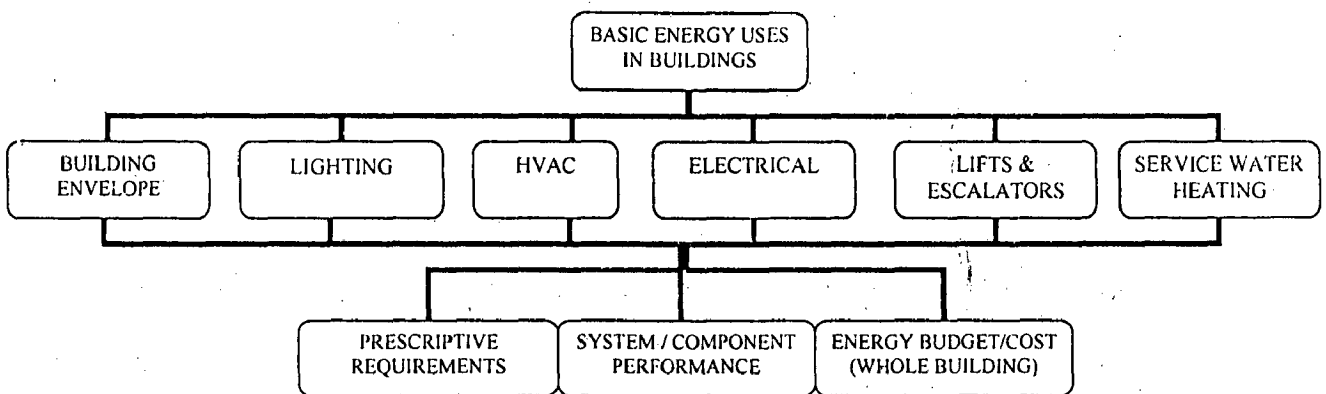 BASIC ENERGY USES
IN BUILDINGS
BUILDING
ENVELOPE
LIGHTING
HVAC
ELECTRICAL
LIFTS &
ESCALATORS
SERVICE WATER
HEATING
PRESCRIPTIVE
REQUIREMENTS
SYSTEM / COMPONENT
PERFORMANCE
ENERGY BUDGET/COST
(WHOLE BUILDING)